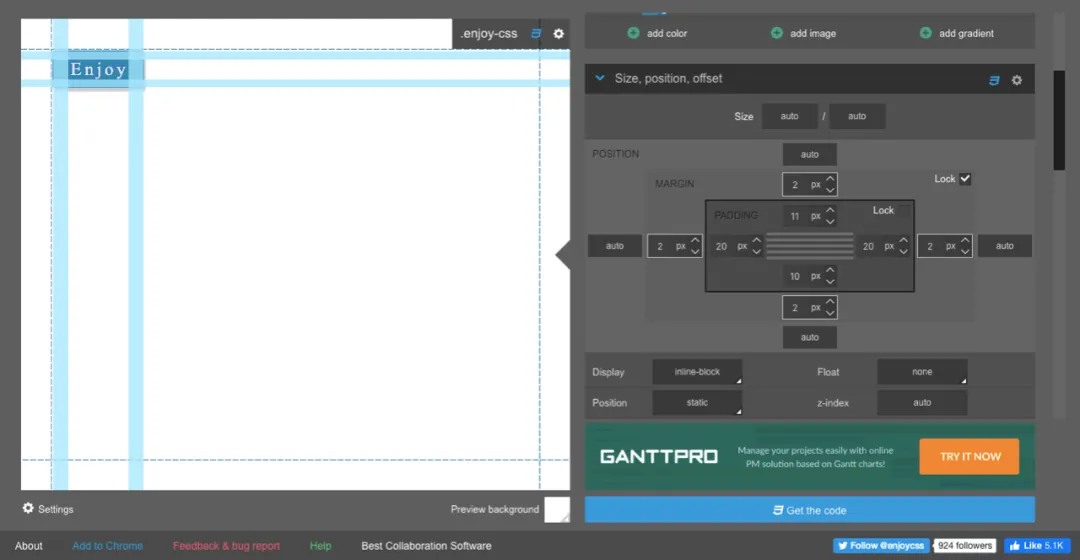 .enjoy-css
Enjoy
add color
add image
add gradient
Size, position, offset
Size
auto
/
auto
POSITION
auto
MARGIN
2 px
Lock
PADDING
11 px
Lock
auto
2 px
20 px
20 px
2 px
auto
10 px
2 px
auto
Display
inline-block
Float
none
Position
static
z-index
auto
GANTTPRO
Manage your projects easily with online
PM solution based on Gantt charts!
TRY IT NOW
Settings
Preview background
Get the code
About
Add to Chrome
Feedback & bug report
Help
Best Collaboration Software
Follow @enjoycss
924 followers
Like 5.1K